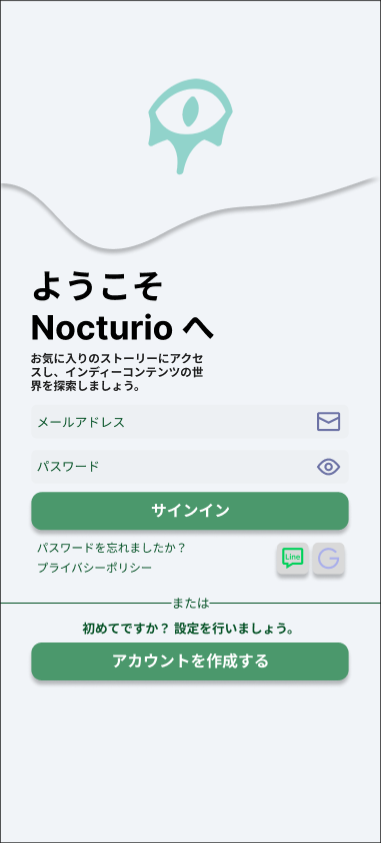 ようこそ
Nocturio へ
お気に入りのストーリーにアクセ
スし、インディーコンテンツの世
界を探索しましょう。
メールアドレス
パスワード
サインイン
パスワードを忘れましたか？
Line
G
プライバシーポリシー
または
初めてですか？ 設定を行いましょう。
アカウントを作成する